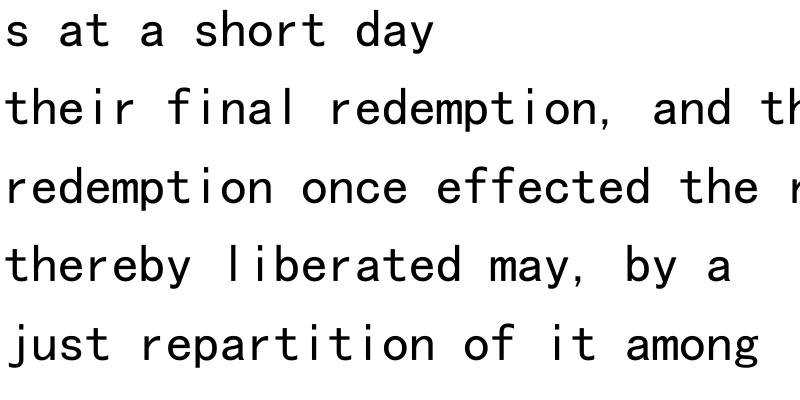 s at a short day
their final redemption, and th
redemption once effected the r
thereby liberated may, by a
just repartition of it among